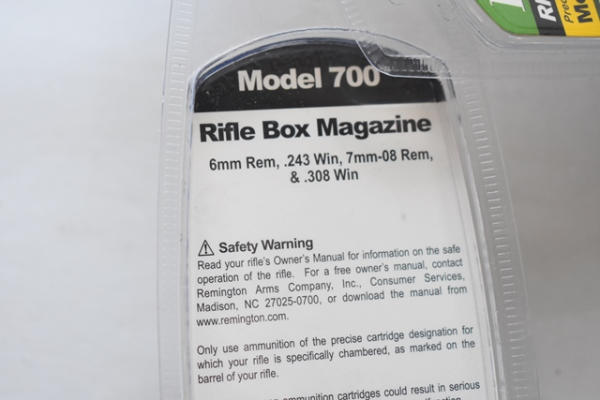 Model 700
Rifle Box Magazine
6mm Rem, .243 Win, 7mm-08 Rem,
& .308 Win
Safety Warning
Read your rifle's Owner's Manual for information on the safe
operation of the rifle. For a free owner's manual, contact
Remington Arms Company, Inc., Consumer Services,
Madison, NC 27025-0700, or download the manual from
www.remington.com.
Only use ammunition of the precise cartridge designation for
which your rifle is specifically chambered, as marked on the
barrel of your rifle.
ammunition cartridges could result in serious